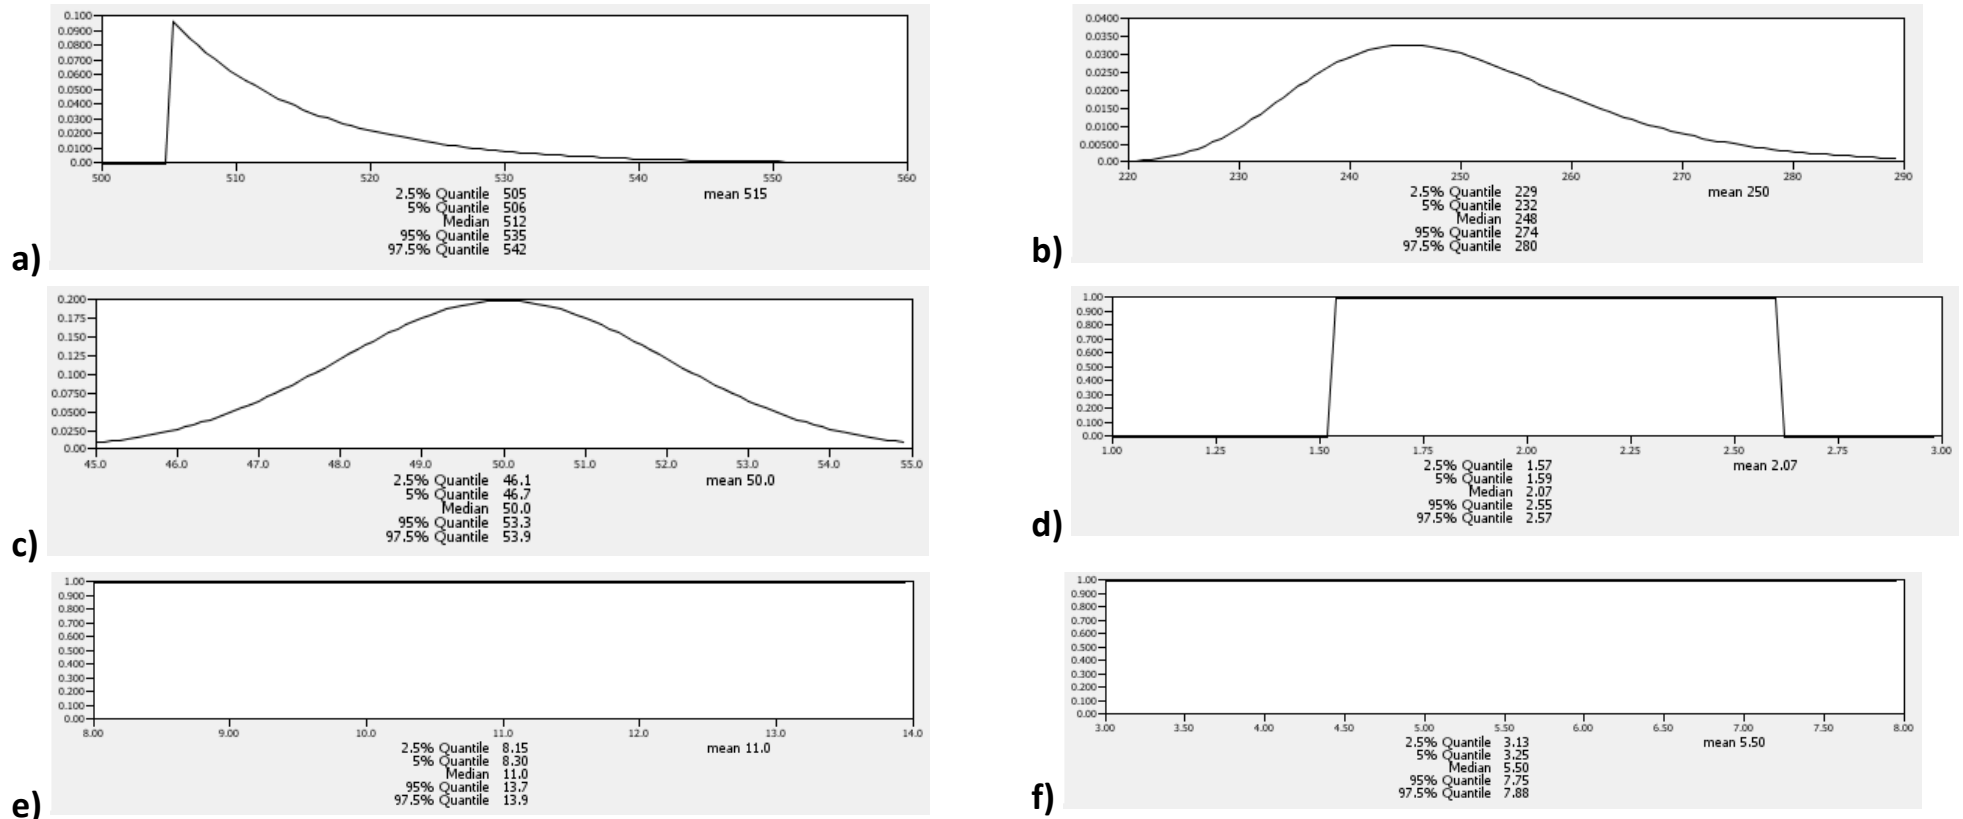 0.100
0.0900
0.0800
0.0700
0.0600
0.0500
0.0400
0.0300
0.0200
0.0100
0.00
500 510 520 530 540 550 560
2.5% Quantile 505 mean 515
5% Quantile 506
Median 512
95% Quantile 535
97.5% Quantile 542
a)
0.0400
0.0350
0.0300
0.0250
0.0200
0.0150
0.0100
0.00500
0.00
220 230 240 250 260 270 280 290
2.5% Quantile 229 mean 250
5% Quantile 232
Median 248
95% Quantile 274
97.5% Quantile 280
b)
0.200
0.175
0.150
0.125
0.100
0.0750
0.0500
0.0250
0.00
45.0 46.0 47.0 48.0 49.0 50.0 51.0 52.0 53.0 54.0 55.0
2.5% Quantile 46.1 mean 50.0
5% Quantile 46.7
Median 50.0
95% Quantile 53.3
97.5% Quantile 53.9
c)
1.00
0.900
0.800
0.700
0.600
0.500
0.400
0.300
0.200
0.100
0.00
1.00 1.25 1.50 1.75 2.00 2.25 2.50 2.75 3.00
2.5% Quantile 1.57 mean 2.07
5% Quantile 1.59
Median 2.07
95% Quantile 2.55
97.5% Quantile 2.57
d)
1.00
0.900
0.800
0.700
0.600
0.500
0.400
0.300
0.200
0.100
0.00
8.00 9.00 10.0 11.0 12.0 13.0 14.0
2.5% Quantile 8.15 mean 11.0
5% Quantile 8.30
Median 11.0
95% Quantile 13.7
97.5% Quantile 13.9
e)
1.00
0.900
0.800
0.700
0.600
0.500
0.400
0.300
0.200
0.100
0.00
3.00 3.50 4.00 4.50 5.00 5.50 6.00 6.50 7.00 7.50 8.00
2.5% Quantile 3.13 mean 5.50
5% Quantile 3.25
Median 5.50
95% Quantile 7.75
97.5% Quantile 7.88
f)